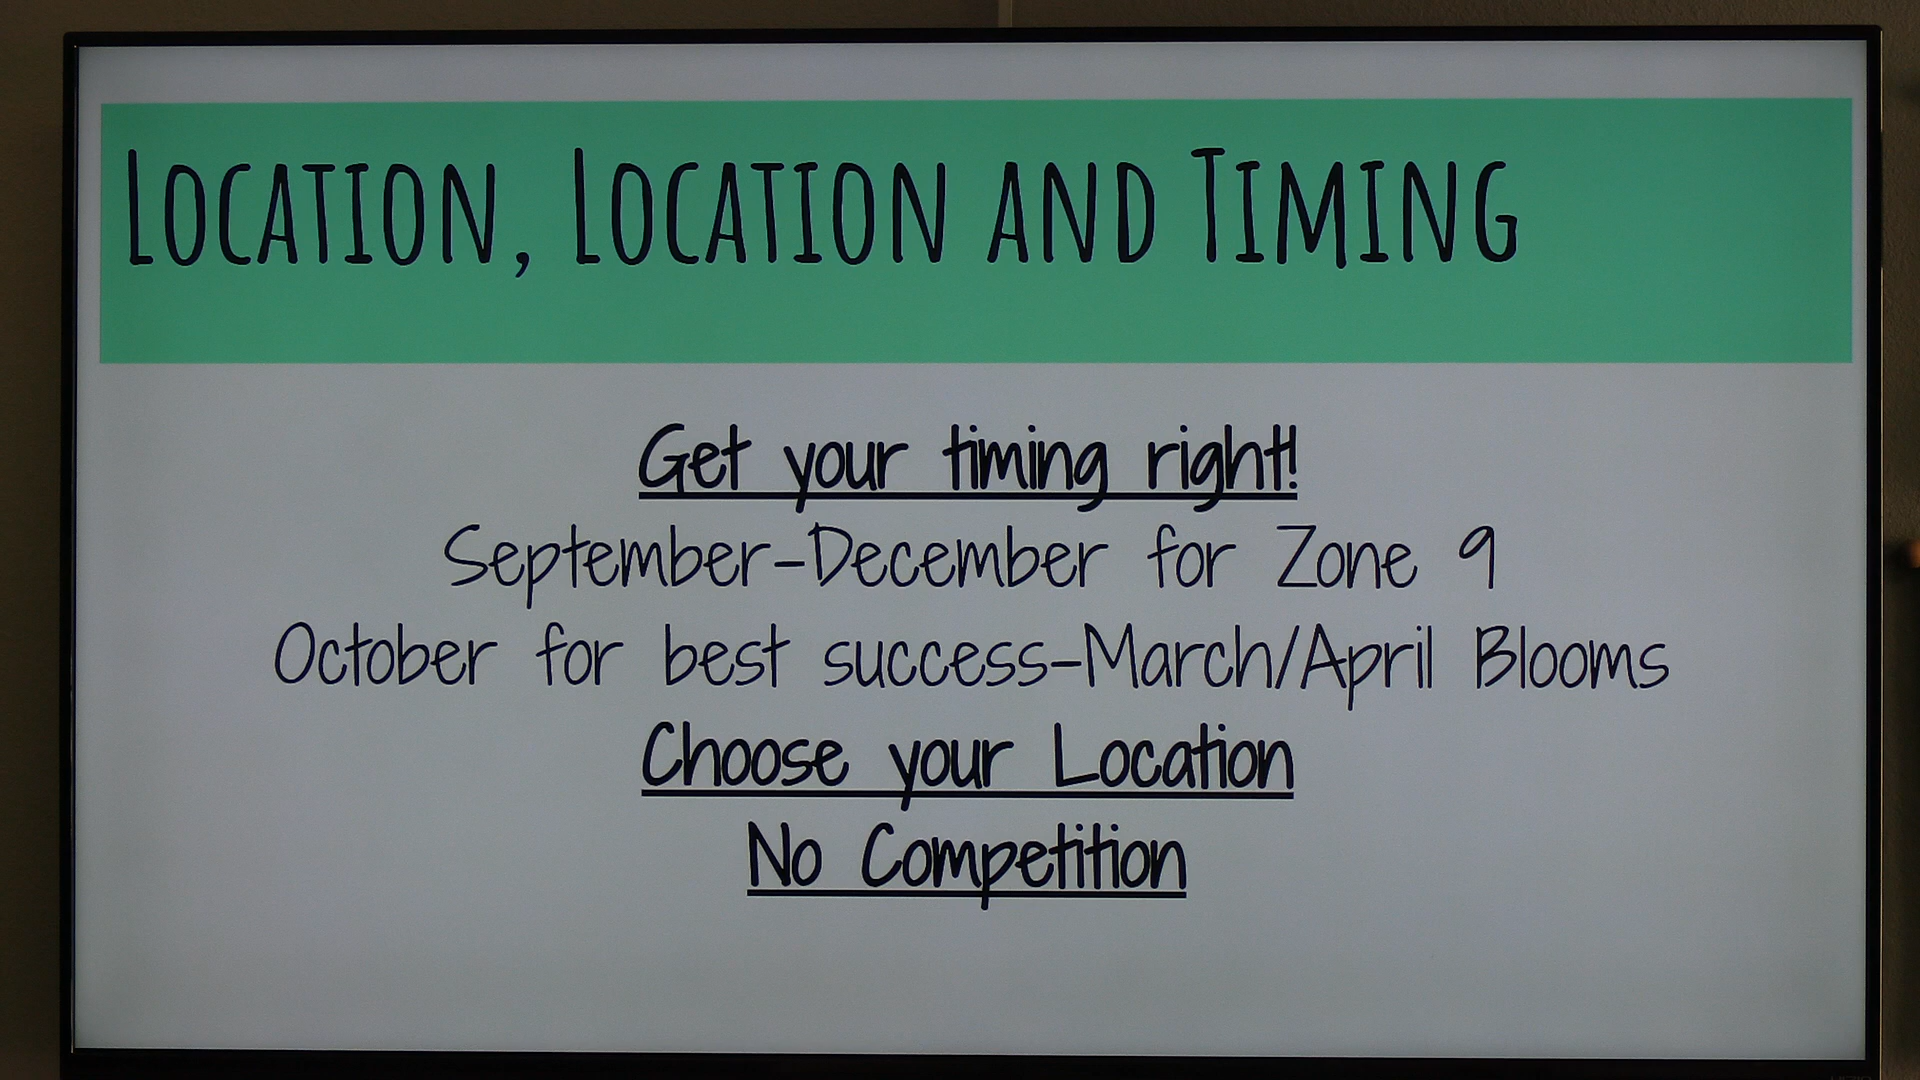 Location, Location and Timing
Get your timing right!
September-December for Zone 9
October for best success-March/April Blooms
Choose your Location
No Competition